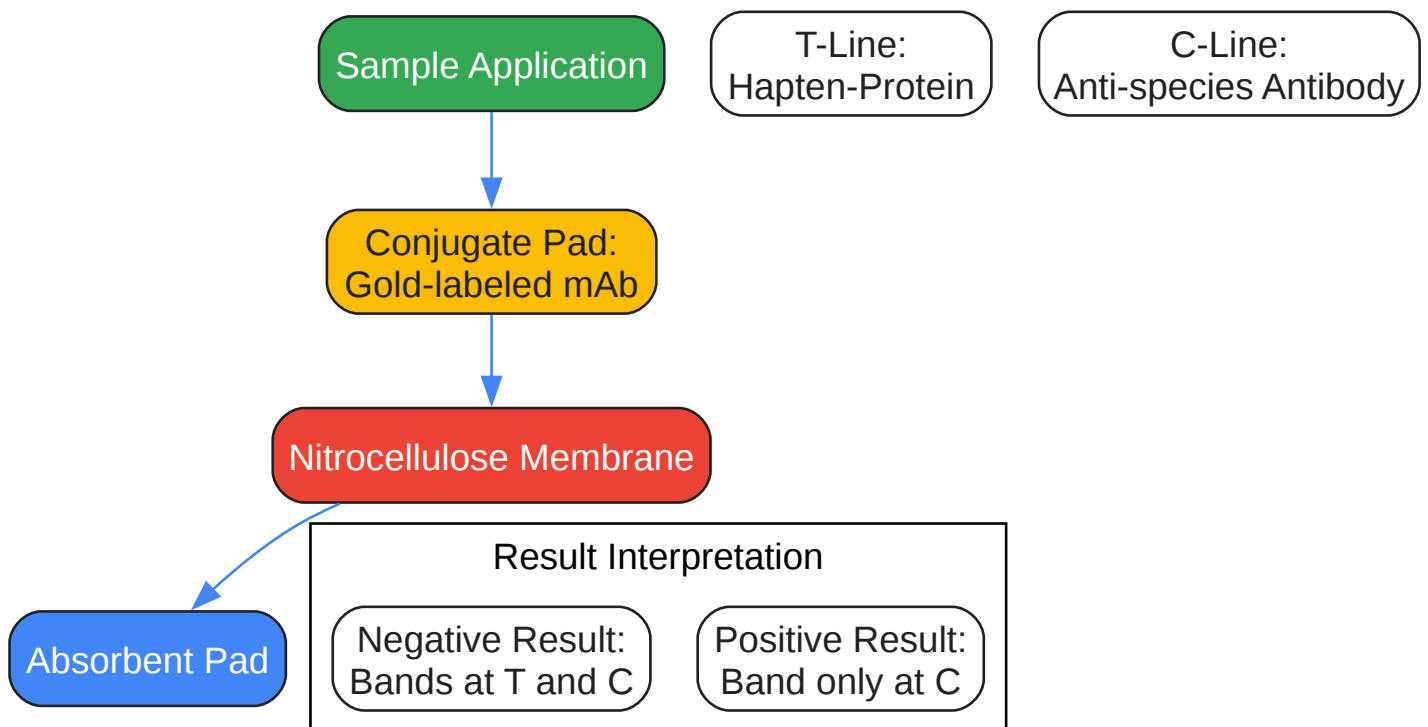 Sample Application
T-Line:
Hapten-Protein
C-Line:
Anti-species Antibody
Conjugate Pad:
Gold-labeled mAb
Nitrocellulose Membrane
Result Interpretation
Absorbent Pad
Negative Result:
Bands at T and C
Positive Result:
Band only at C